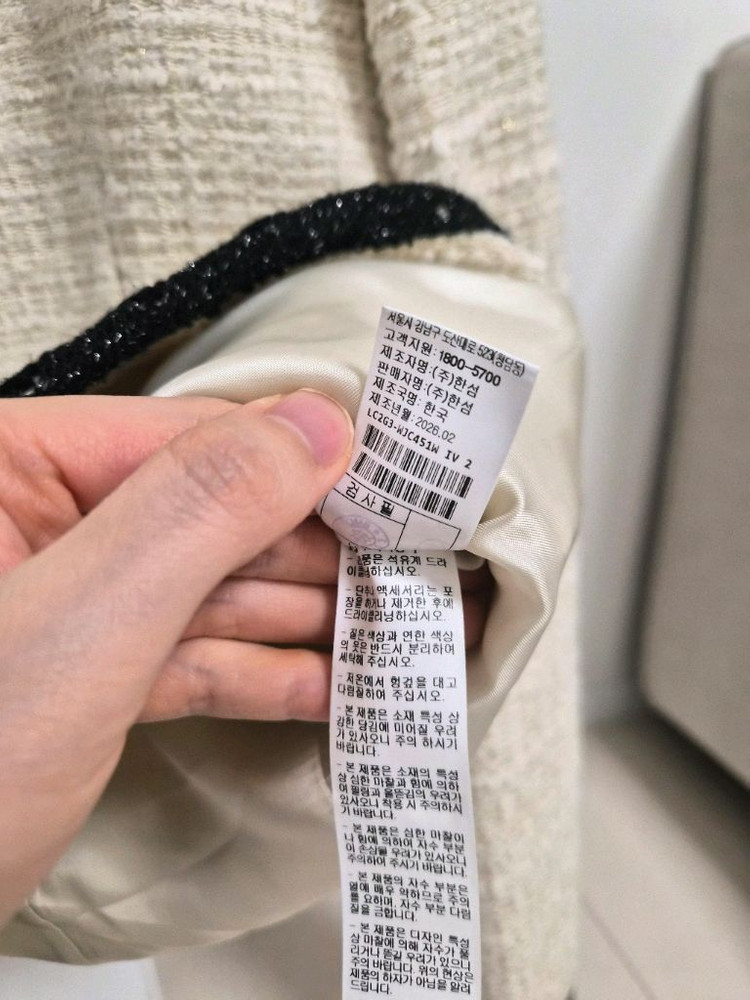 서울시 강남구 도산대로 523(청담동)
고객지원:1800-5700
제조자명:(주)한섬
판매자명:(주)한섬
제조국명: 한국
제조년월:2026.02
LC2G3-WJC451W IV 2
검 사 필
- 제품은 석유계 드라
이클리닝하십시오.
- 단추나 액세서리는 포
장을 하거나 제거한 후에
드라이클리닝하십시오.
- 짙은 색상과 연한 색상
의 옷은 반드시 분리하여
세탁해 주십시오.
- 저온에서 헝겊을 대고
다림질하여 주십시오.
- 본 제품은 소재 특성 상
강한 당김에 미어질 우려
가 있사오니 주의 하시기
바랍니다.
- 본 제품은 소재의 특성
상 심한 마찰과 힘에 의하
여 필링과 올뜯김의 우려가
있사오니 착용 시 주의하시
기 바랍니다.
- 본 제품은 심한 마찰이
나 힘에 의하여 자수 부분
이 손상될 우려가 있사오니
주의하여 주시기 바랍니다.
- 본 제품의 자수 부분은
열에 매우 약하므로 주의
를 요하며, 자수 부분 다림
질을 금합니다.
- 본 제품은 디자인 특성
상 마찰에 의해 자수가 풀
리거나 뜯길 우려가 있으니
주의 바랍니다. 위의 현상은
제품의 하자가 아님을 알려
드립니다.